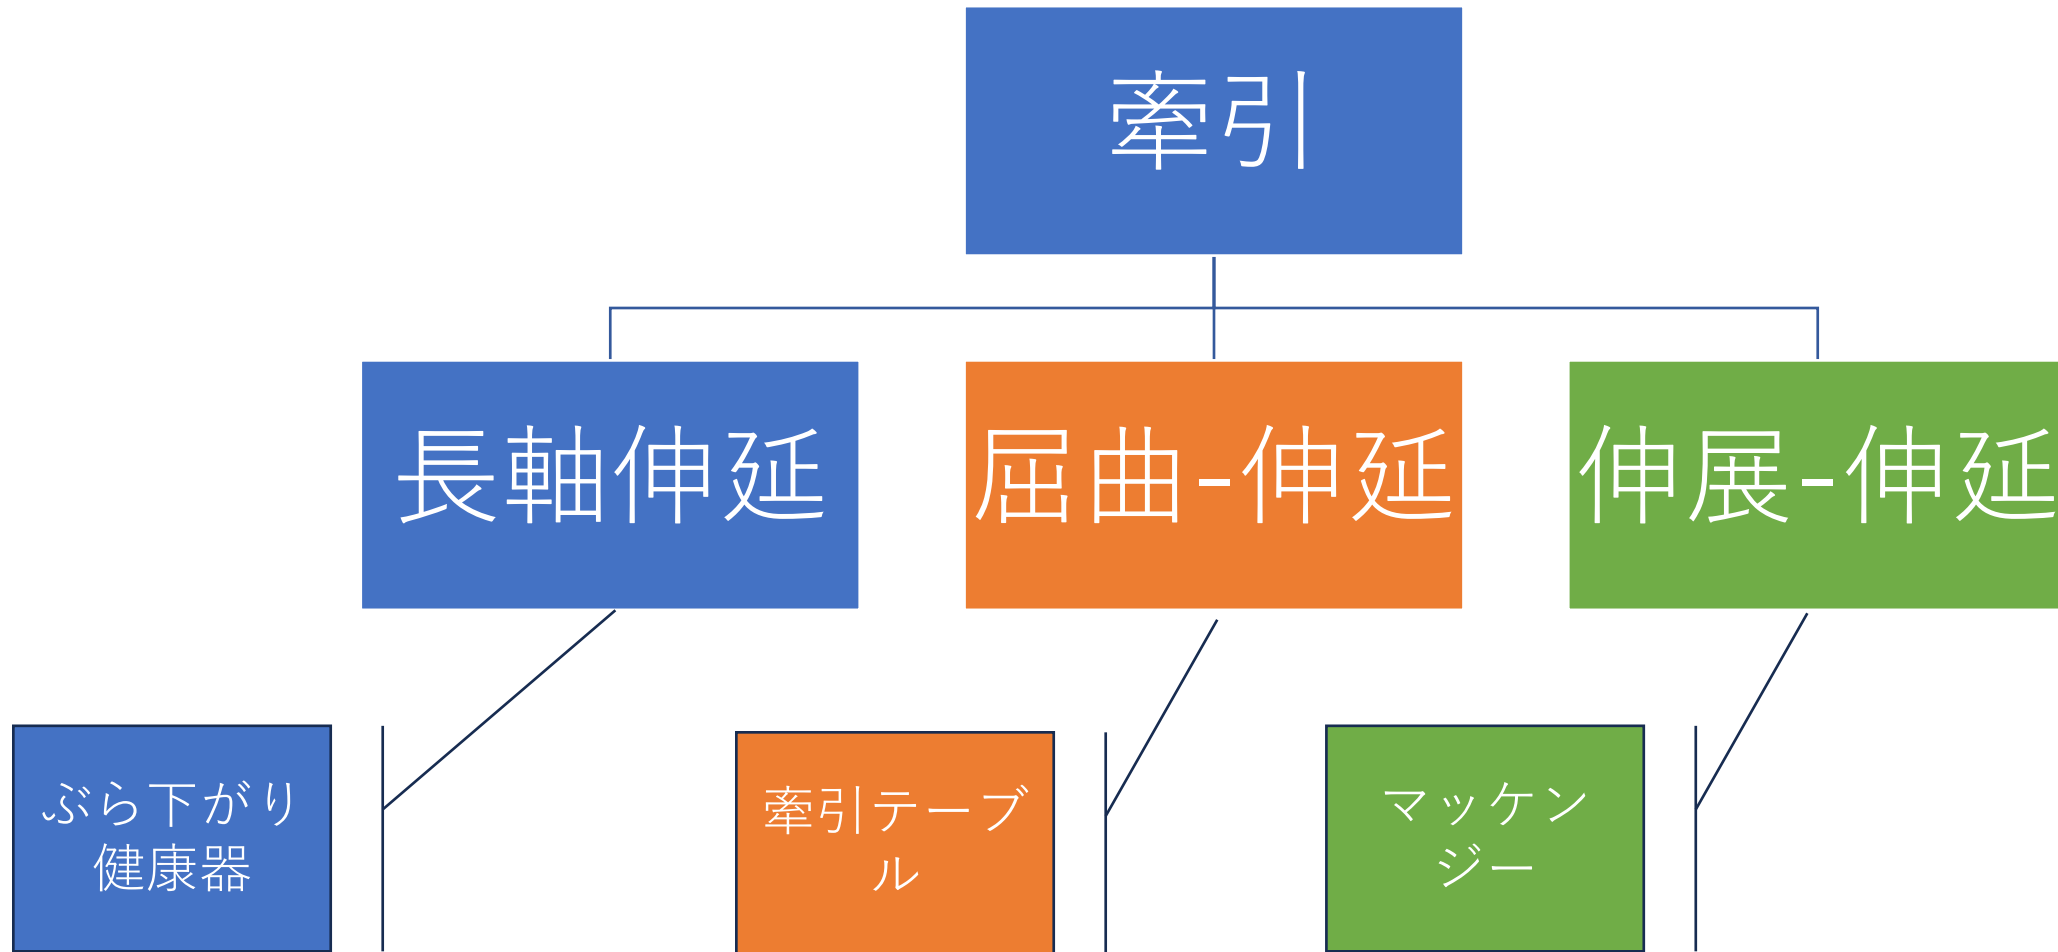 牽引
長軸伸延
屈曲-伸延
伸展-伸延
ぶら下がり
健康器
牽引テーブ
ル
マッケン
ジー